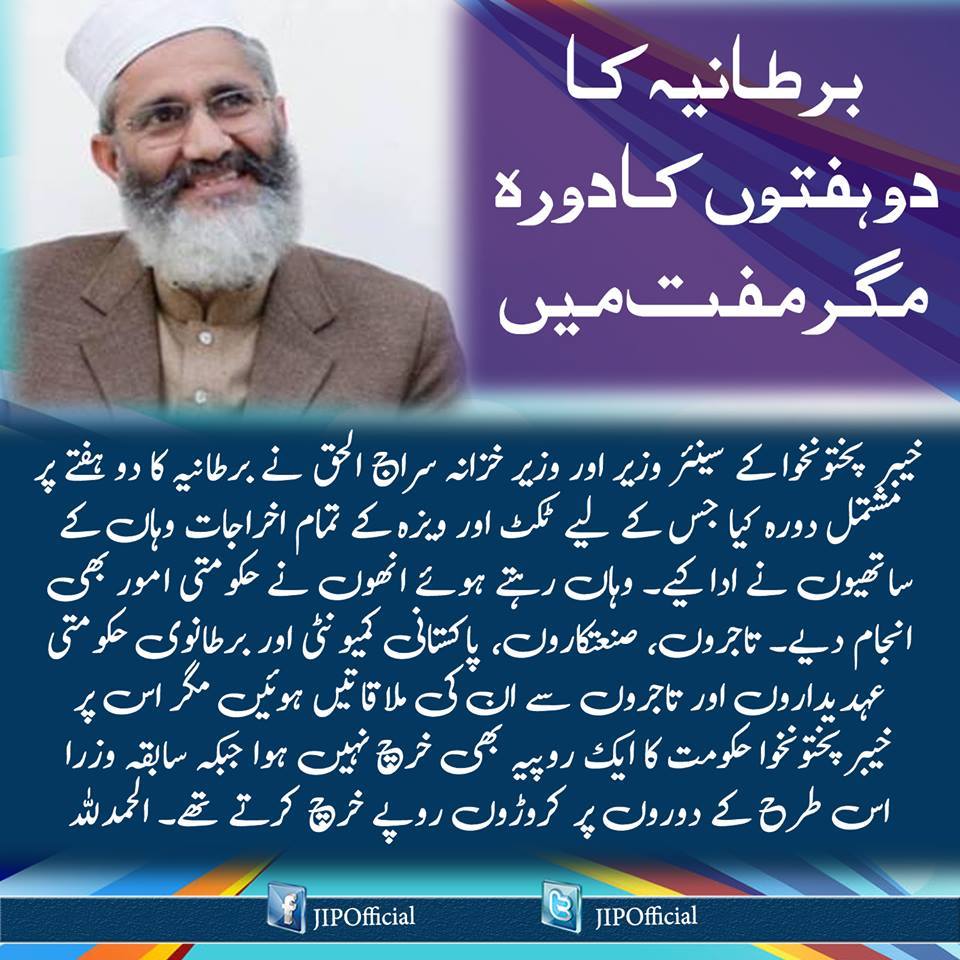 برطانیہ کا
دو ہفتوں کا دورہ
مگر مفت میں
خیبر پختونخوا کے سینئر وزیر اور وزیر خزانہ سراج الحق نے برطانیہ کا دو ہفتے پر
مشتمل دورہ کیا جس کے لیے ٹکٹ اور ویزہ کے تمام اخراجات وہاں کے
ساتھیوں نے ادا کیے۔ وہاں رہتے ہوئے انھوں نے حکومتی امور بھی
انجام دیے۔ تاجروں، صنعتکاروں، پاکستانی کمیونٹی اور برطانوی حکومتی
عہدیداروں اور تاجروں سے ان کی ملاقاتیں ہوئیں مگر اس پر
خیبر پختونخوا حکومت کا ایک روپیہ بھی خرچ نہیں ہوا جبکہ سابقہ وزرا
اس طرح کے دوروں پر کروڑوں روپے خرچ کرتے تھے۔ الحمدللہ
JIPOfficial JIPOfficial